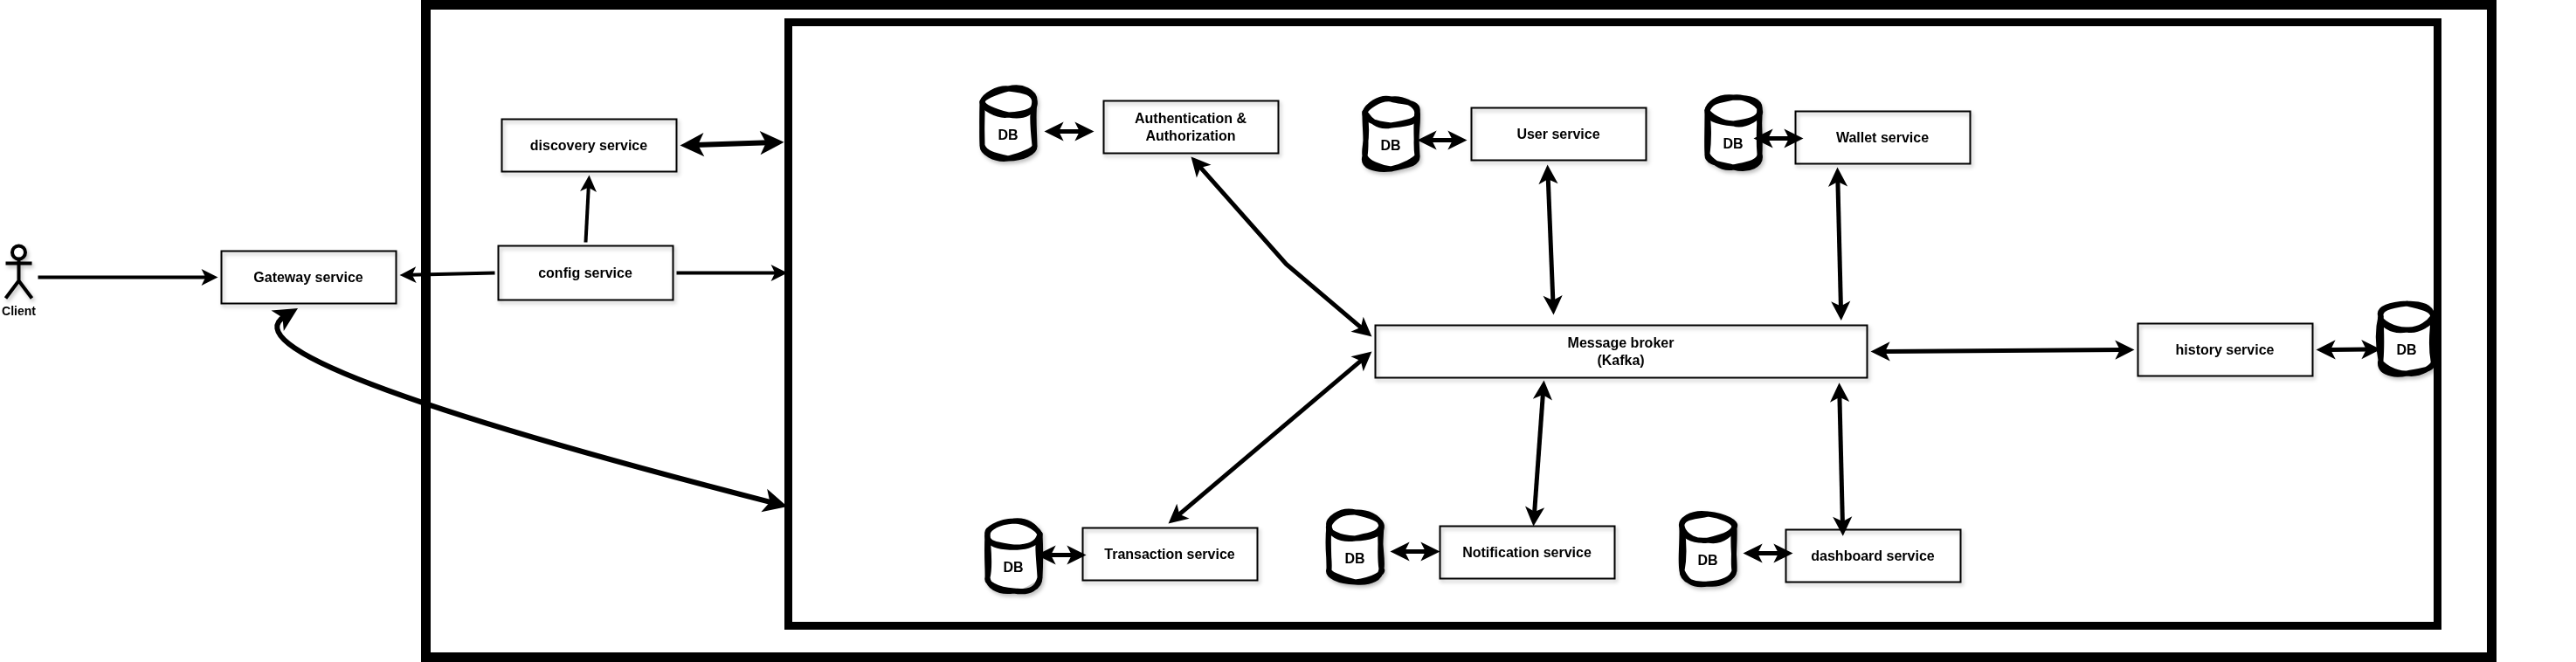 DB
Authentication &
Authorization
DB
User service
DB
Wallet service
discovery service
Gateway service
config service
Client
Message broker
(Kafka)
history service
DB
DB
Transaction service
DB
Notification service
DB
dashboard service